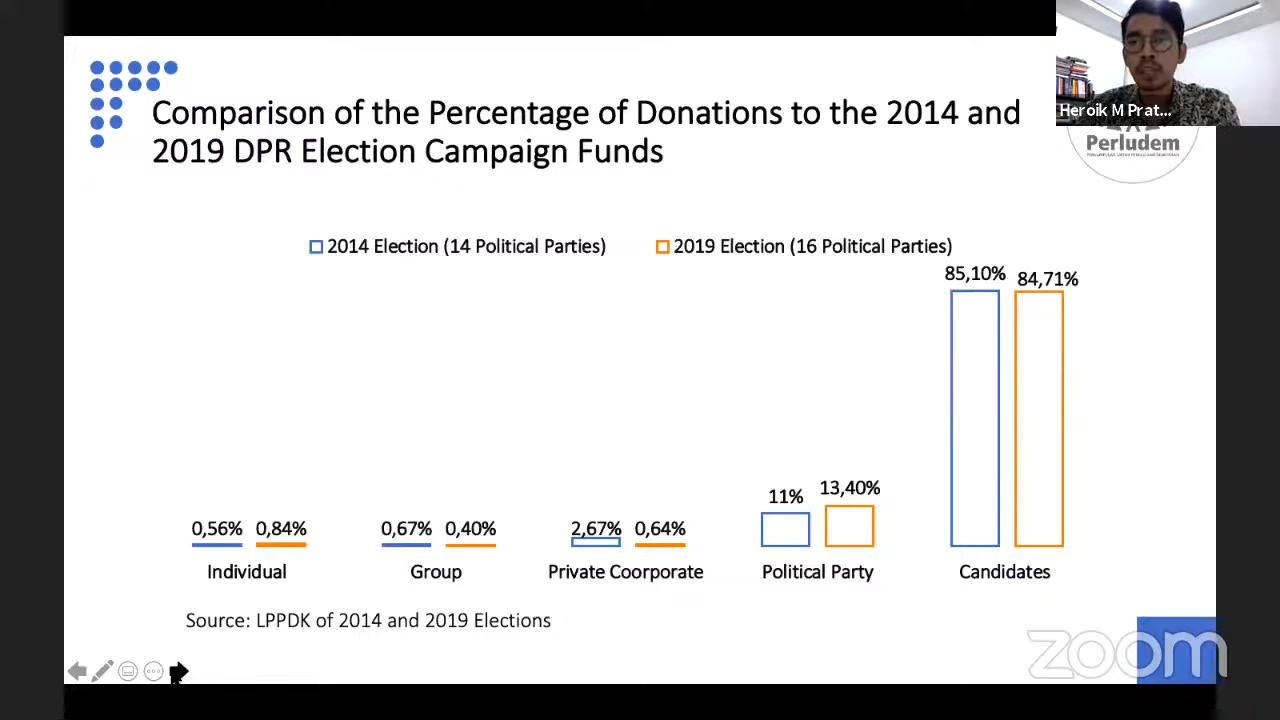 Heroik M Prat...
Perludem
Comparison of the Percentage of Donations to the 2014 and
2019 DPR Election Campaign Funds
2014 Election (14 Political Parties)
2019 Election (16 Political Parties)
85,10%
84,71%
11%
13,40%
0,56%
0,84%
0,67%
0,40%
2,67%
0,64%
Individual
Group
Private Coorporate
Political Party
Candidates
Source: LPPDK of 2014 and 2019 Elections
zoom